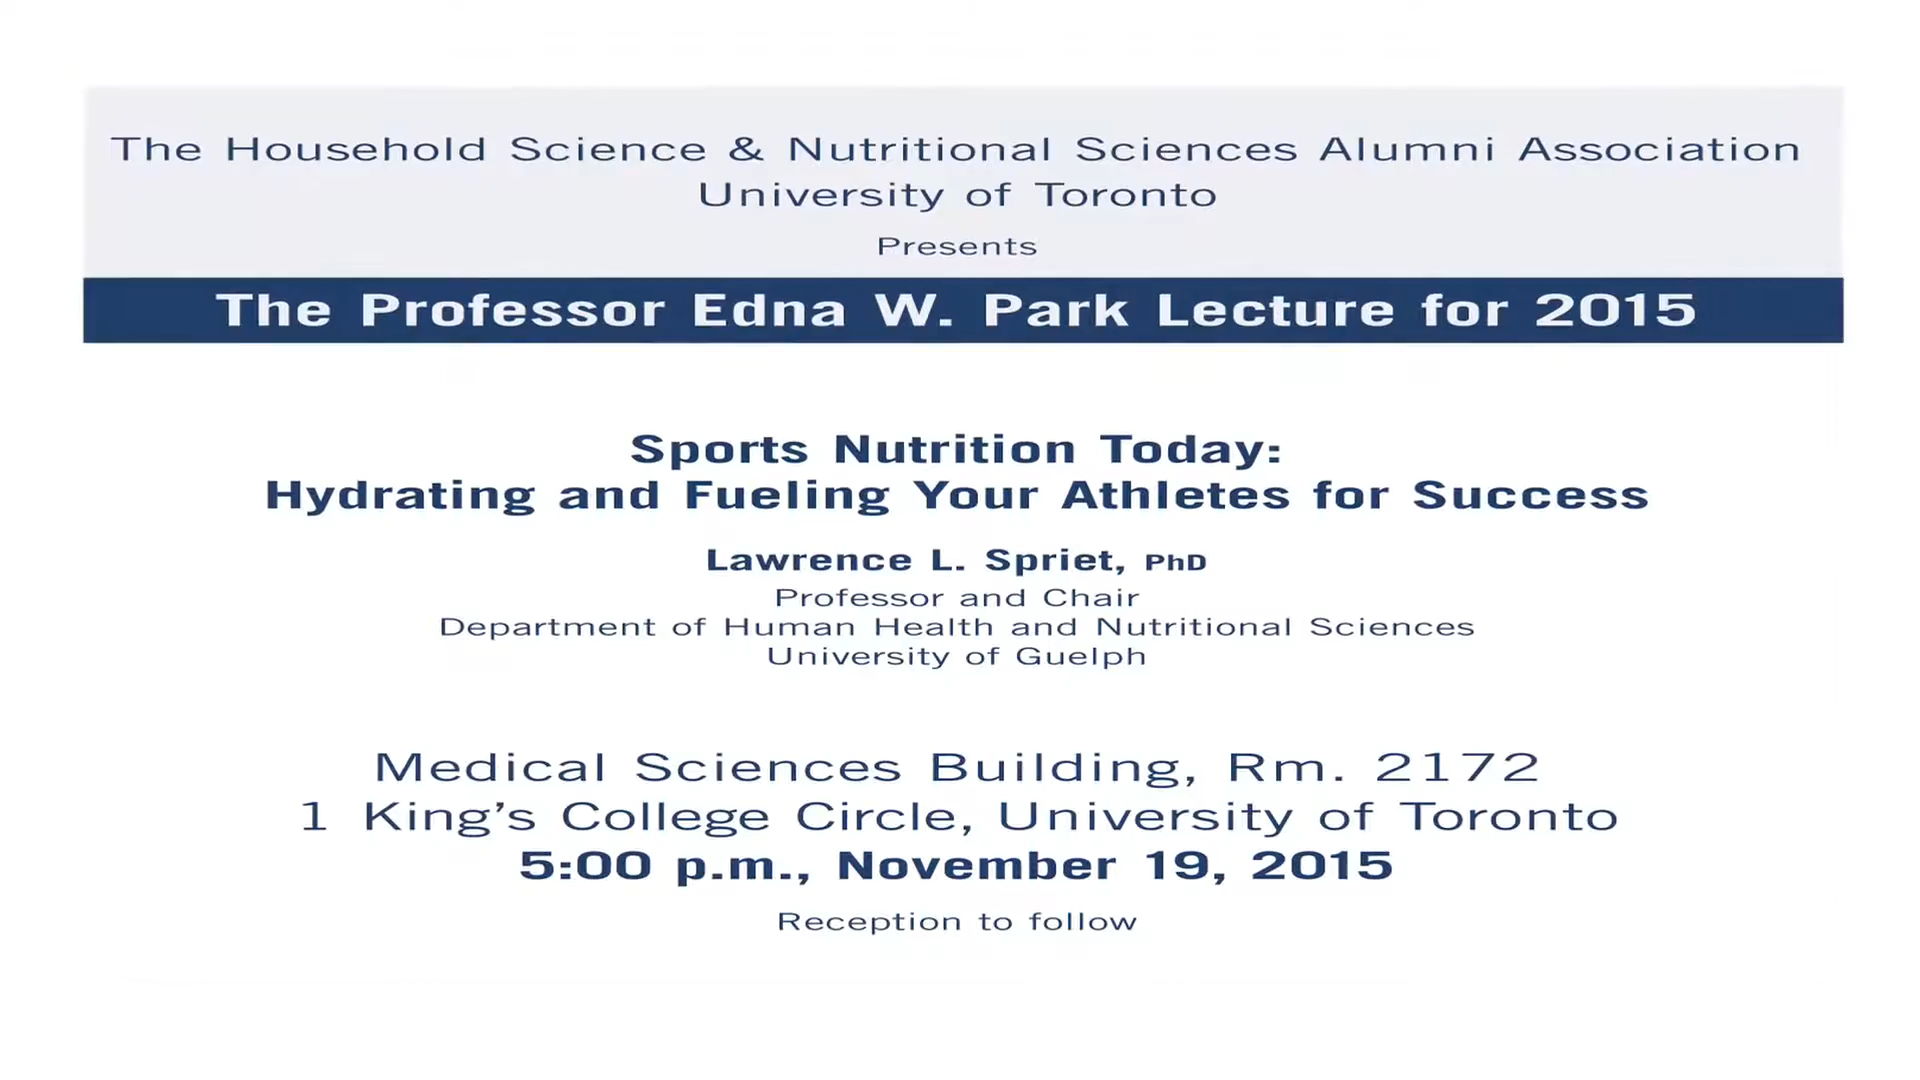 The Household Science & Nutritional Sciences Alumni Association
University of Toronto
Presents
The Professor Edna W. Park Lecture for 2015
Sports Nutrition Today:
Hydrating and Fueling Your Athletes for Success
Lawrence L. Spriet, PhD
Professor and Chair
Department of Human Health and Nutritional Sciences
University of Guelph
Medical Sciences Building, Rm. 2172
1 King’s College Circle, University of Toronto
5:00 p.m., November 19, 2015
Reception to follow